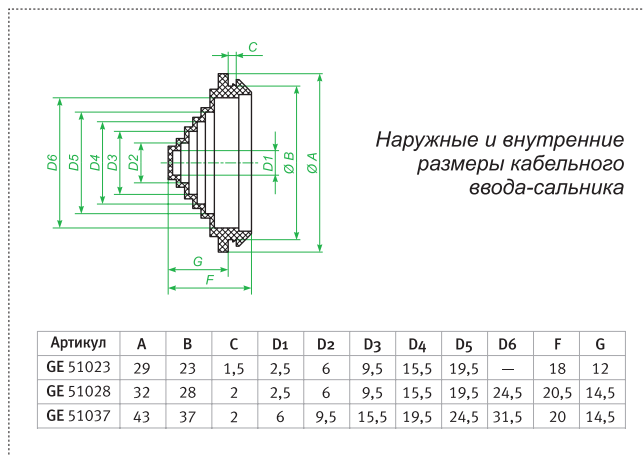 C
D6
D5
D4
D3
D2
D1
Ø B
Ø A
G
F
Наружные и внутренние
размеры кабельного
ввода-сальника
Артикул A B C D1 D2 D3 D4 D5 D6 F G
GE 51023 29 23 1,5 2,5 6 9,5 15,5 19,5 — 18 12
GE 51028 32 28 2 2,5 6 9,5 15,5 19,5 24,5 20,5 14,5
GE 51037 43 37 2 6 9,5 15,5 19,5 24,5 31,5 20 14,5